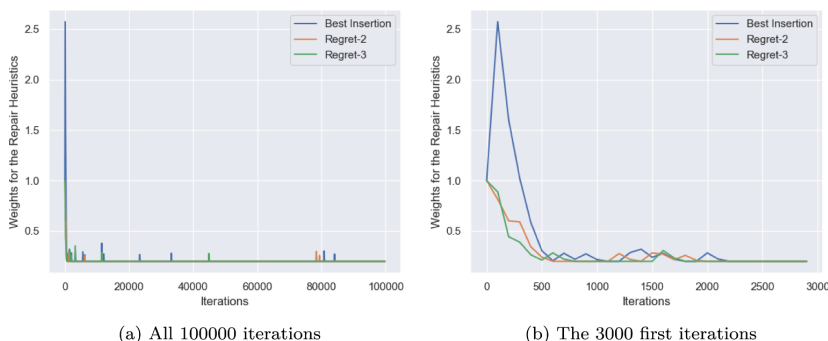 Weights for the Repair Heuristics
2.5
2.0
1.5
1.0
0.5
Best Insertion
Regret-2
Regret-3
0 20000 40000 60000 80000 100000
Iterations
(a) All 100000 iterations
Weights for the Repair Heuristics
2.5
2.0
1.5
1.0
0.5
Best Insertion
Regret-2
Regret-3
0 500 1000 1500 2000 2500 3000
Iterations
(b) The 3000 first iterations